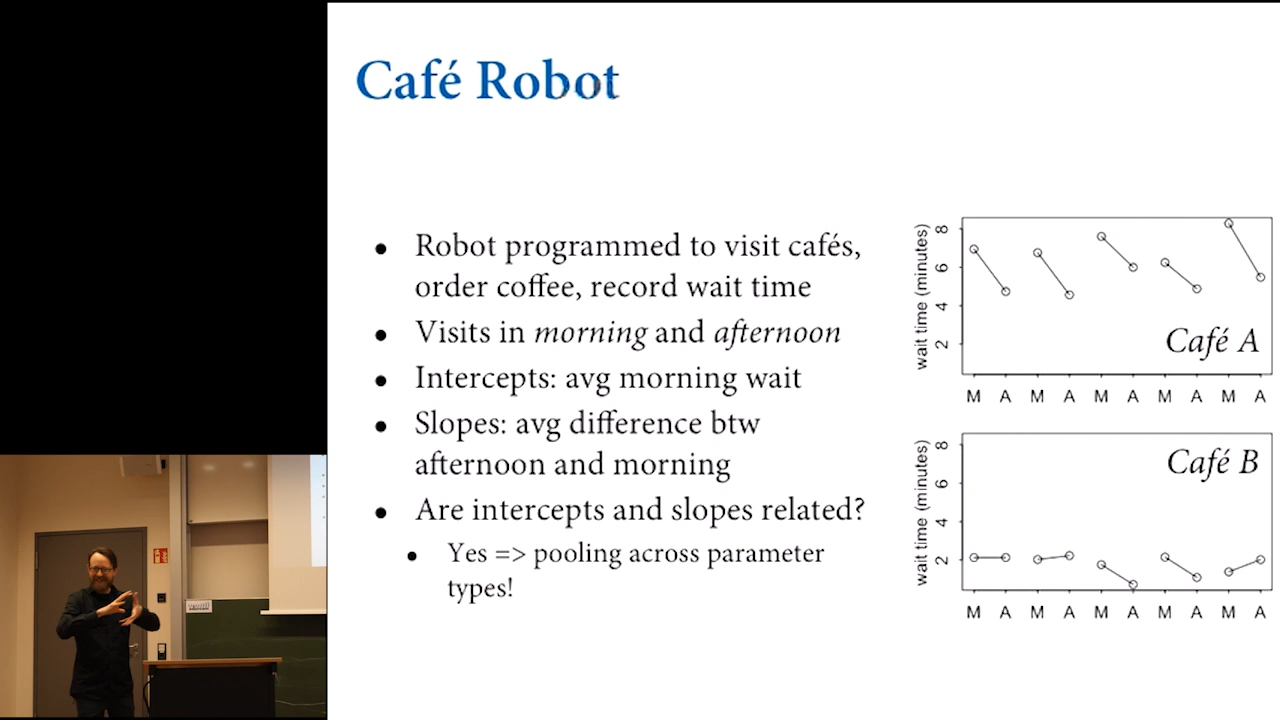 Café Robot
Robot programmed to visit cafés,
order coffee, record wait time
Visits in morning and afternoon
Intercepts: avg morning wait
Slopes: avg difference btw
afternoon and morning
Are intercepts and slopes related?
Yes => pooling across parameter
types!
wait time (minutes)
8
6
4
2
Café A
M A M A M A M A M A
wait time (minutes)
8
6
4
2
Café B
M A M A M A M A M A